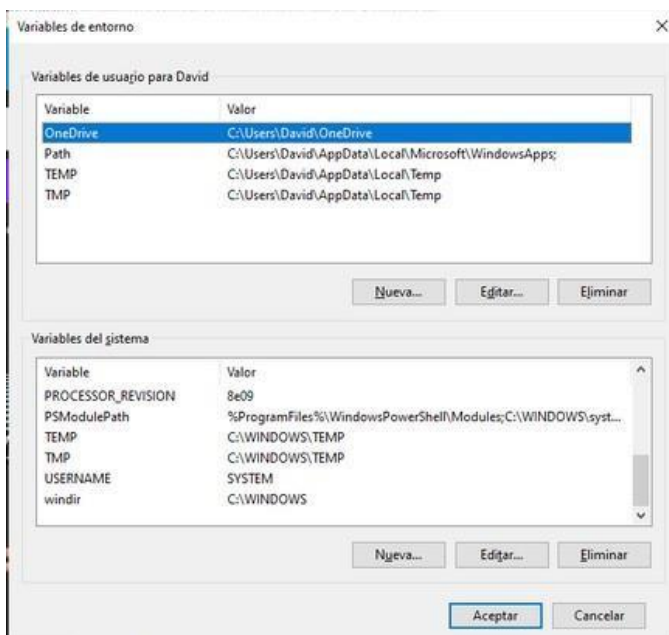 Variables de entorno
Variables de usuario para David
Variable Valor
OneDrive C:\Users\David\OneDrive
Path C:\Users\David\AppData\Local\Microsoft\WindowsApps;
TEMP C:\Users\David\AppData\Local\Temp
TMP C:\Users\David\AppData\Local\Temp
Nueva... Editar... Eliminar
Variables del sistema
Variable Valor
PROCESSOR_REVISION 8e09
PSModulePath %ProgramFiles%\WindowsPowerShell\Modules;C:\WINDOWS\syst...
TEMP C:\WINDOWS\TEMP
TMP C:\WINDOWS\TEMP
USERNAME SYSTEM
windir C:\WINDOWS
Nueva... Editar... Eliminar
Aceptar Cancelar